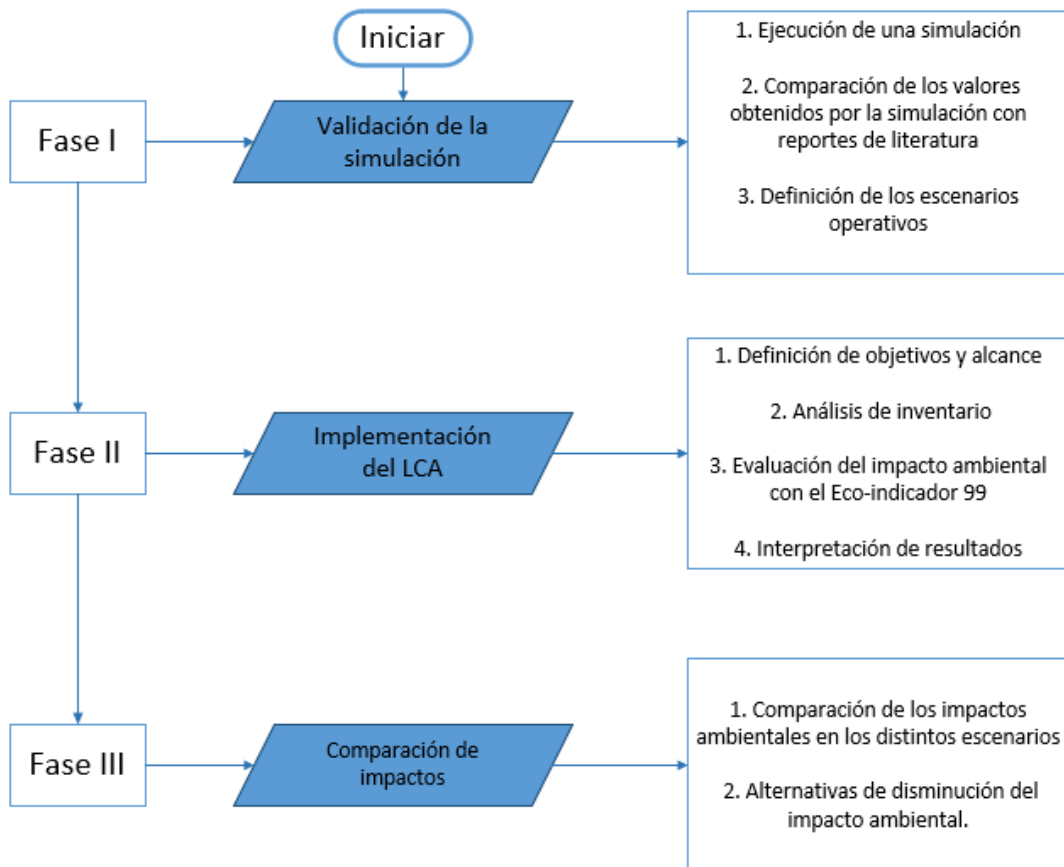 Iniciar
Fase I
Validación de la
simulación
1. Ejecución de una simulación
2. Comparación de los valores
obtenidos por la simulación con
reportes de literatura
3. Definición de los escenarios
operativos
Fase II
Implementación
del LCA
1. Definición de objetivos y alcance
2. Análisis de inventario
3. Evaluación del impacto ambiental
con el Eco-indicador 99
4. Interpretación de resultados
Fase III
Comparación de
impactos
1. Comparación de los impactos
ambientales en los distintos escenarios
2. Alternativas de disminución del
impacto ambiental.